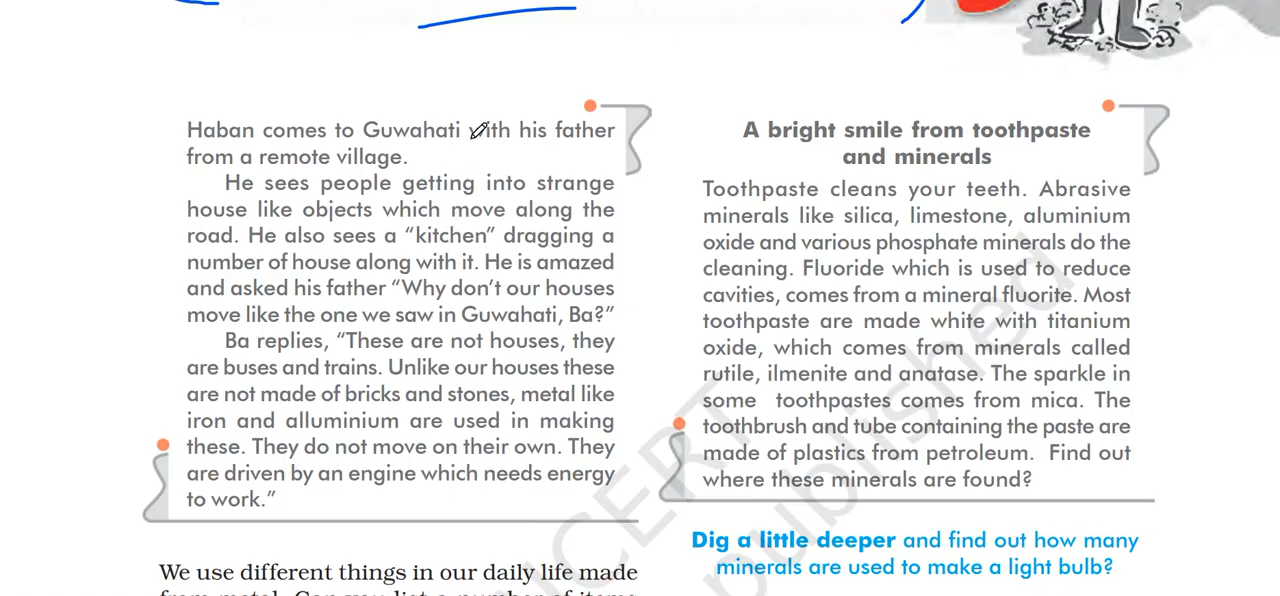 Haban comes to Guwahati with his father
from a remote village.
He sees people getting into strange
house like objects which move along the
road. He also sees a “kitchen” dragging a
number of house along with it. He is amazed
and asked his father “Why don’t our houses
move like the one we saw in Guwahati, Ba?”
Ba replies, “These are not houses, they
are buses and trains. Unlike our houses these
are not made of bricks and stones, metal like
iron and alluminium are used in making
these. They do not move on their own. They
are driven by an engine which needs energy
to work.”
We use different things in our daily life made
from metal. Can you list a number of items
A bright smile from toothpaste
and minerals
Toothpaste cleans your teeth. Abrasive
minerals like silica, limestone, aluminium
oxide and various phosphate minerals do the
cleaning. Fluoride which is used to reduce
cavities, comes from a mineral fluorite. Most
toothpaste are made white with titanium
oxide, which comes from minerals called
rutile, ilmenite and anatase. The sparkle in
some toothpastes comes from mica. The
toothbrush and tube containing the paste are
made of plastics from petroleum. Find out
where these minerals are found?
Dig a little deeper and find out how many
minerals are used to make a light bulb?
NCERT
published